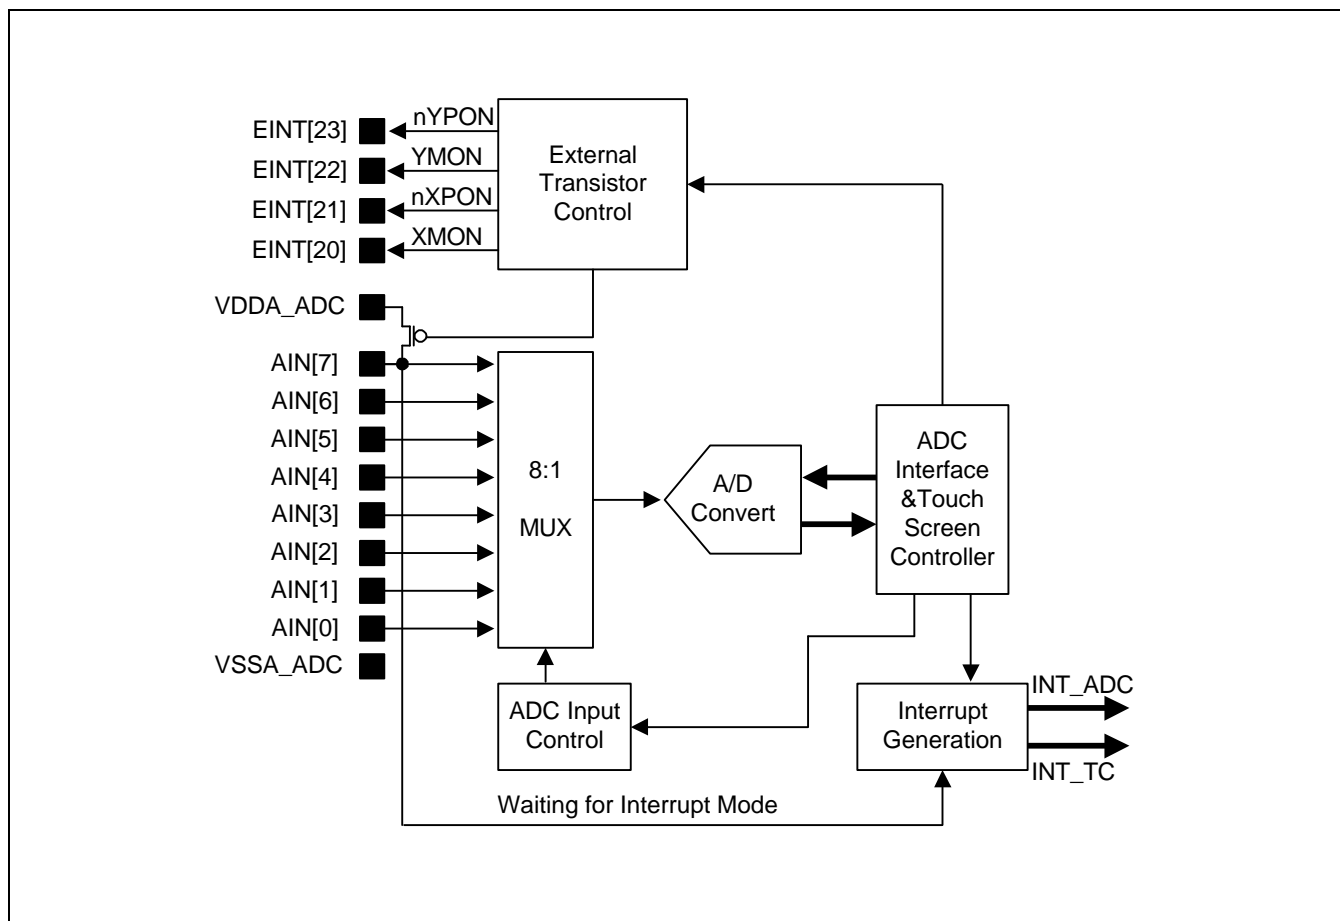 EINT[23]
nYPON
EINT[22]
YMON
EINT[21]
nXPON
EINT[20]
XMON
External
Transistor
Control
VDDA_ADC
AIN[7]
AIN[6]
AIN[5]
AIN[4]
AIN[3]
AIN[2]
AIN[1]
AIN[0]
VSSA_ADC
8:1
MUX
A/D
Convert
ADC
Interface
&Touch
Screen
Controller
ADC Input
Control
Interrupt
Generation
INT_ADC
INT_TC
Waiting for Interrupt Mode